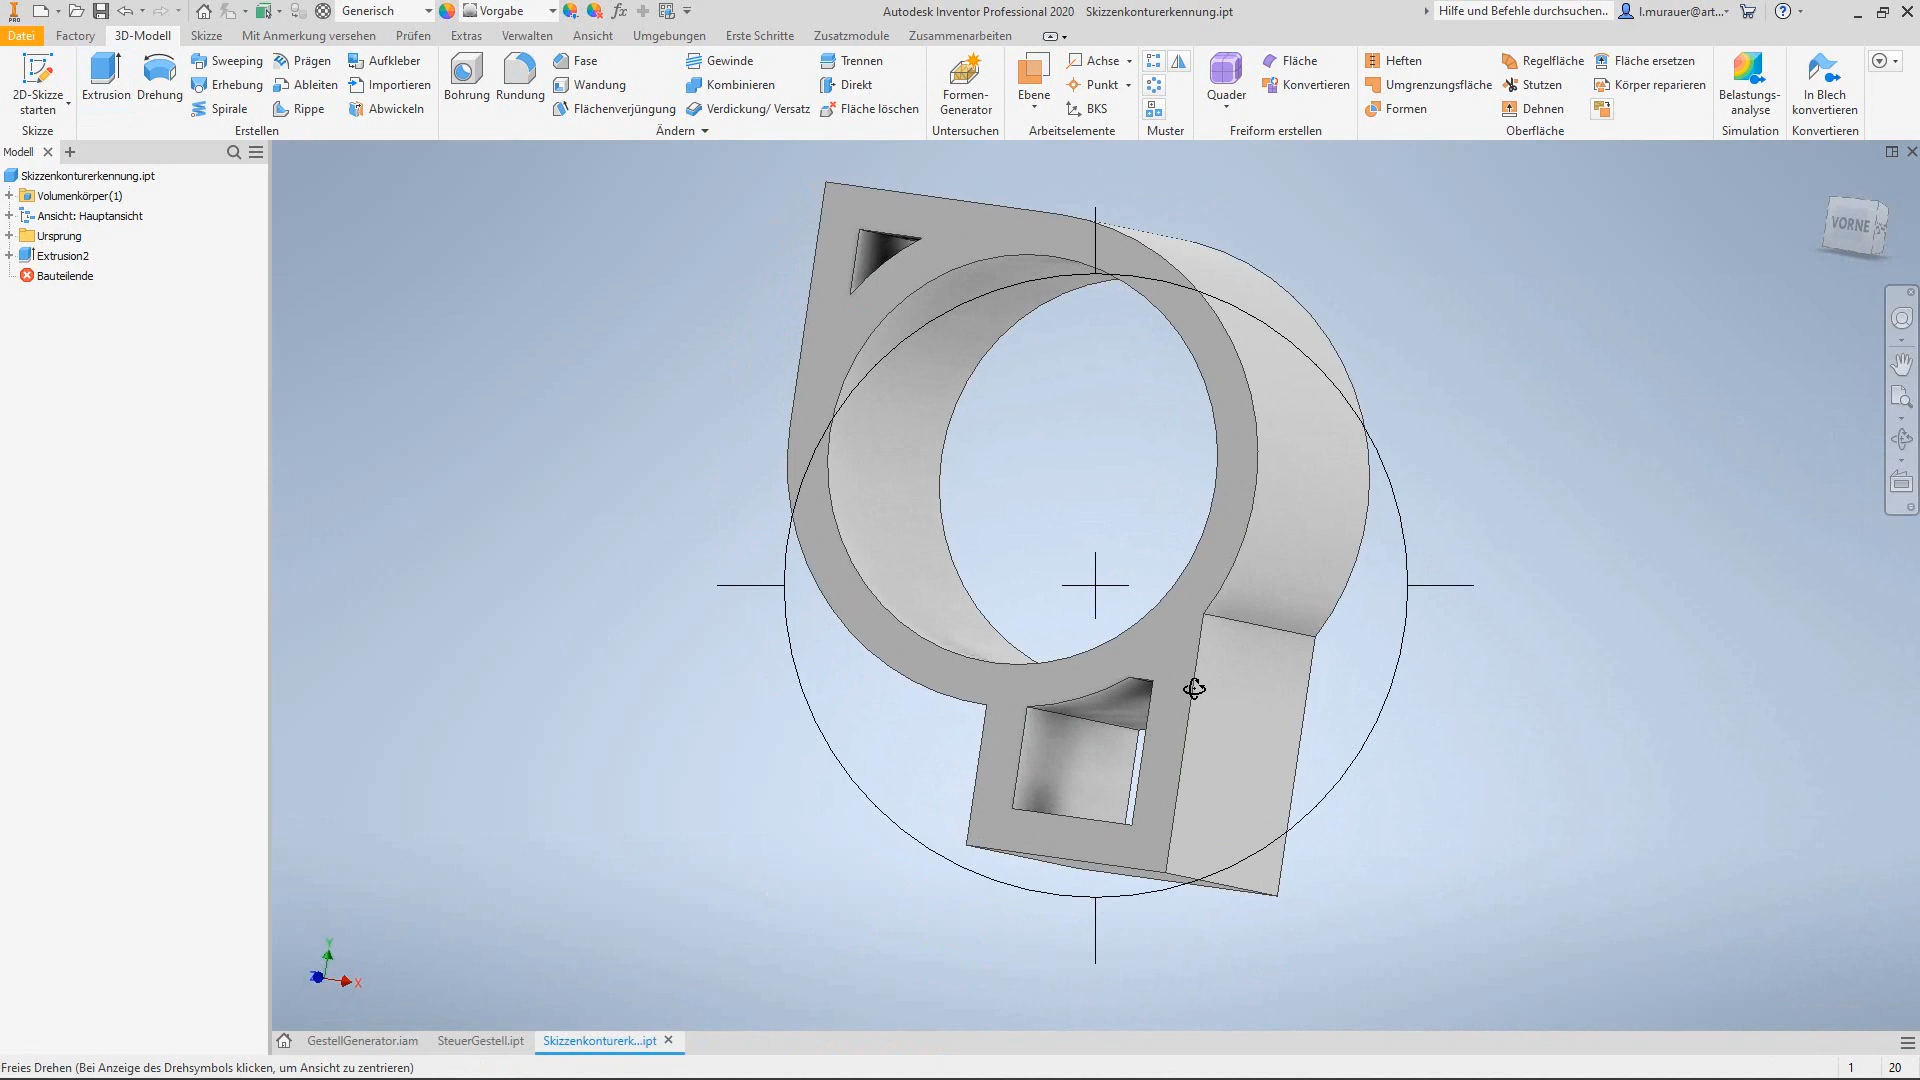 Generisch
Vorgabe
Autodesk Inventor Professional 2020 Skizzenkonturerkennung.ipt
Hilfe und Befehle durchsuchen..
l.murauer@art...
Datei Factory 3D-Modell Skizze Mit Anmerkung versehen Prüfen Extras Verwalten Ansicht Umgebungen Erste Schritte Zusatzmodule Zusammenarbeiten
2D-Skizze
starten
Skizze
Extrusion
Drehung
Sweeping
Erhebung
Spirale
Prägen
Ableiten
Rippe
Aufkleber
Importieren
Abwickeln
Erstellen
Bohrung
Rundung
Fase
Wandung
Flächenverjüngung
Gewinde
Kombinieren
Verdickung/ Versatz
Trennen
Direkt
Fläche löschen
Ändern
Formen-
Generator
Untersuchen
Ebene
Achse
Punkt
BKS
Arbeitselemente
Muster
Quader
Fläche
Konvertieren
Freiform erstellen
Heften
Umgrenzungsfläche
Formen
Regelfläche
Stutzen
Dehnen
Fläche ersetzen
Körper reparieren
Oberfläche
Belastungs-
analyse
Simulation
In Blech
konvertieren
Konvertieren
Modell
Skizzenkonturerkennung.ipt
Volumenkörper(1)
Ansicht: Hauptansicht
Ursprung
Extrusion2
Bauteilende
VORNE
Y
Z
X
GestellGenerator.iam SteuerGestell.ipt Skizzenkonturerk...ipt
Freies Drehen (Bei Anzeige des Drehsymbols klicken, um Ansicht zu zentrieren)
1 20